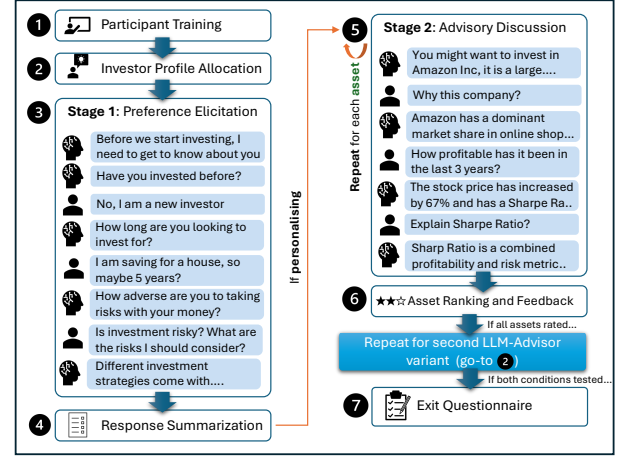 1 Participant Training
2 Investor Profile Allocation
3 Stage 1: Preference Elicitation
Before we start investing, I
need to get to know about you
Have you invested before?
No, I am a new investor
How long are you looking to
invest for?
I am saving for a house, so
maybe 5 years?
How adverse are you to taking
risks with your money?
Is investment risky? What are
the risks I should consider?
Different investment
strategies come with....
4 Response Summarization
If personalising
5 Stage 2: Advisory Discussion
Repeat for each asset
You might want to invest in
Amazon Inc, it is a large....
Why this company?
Amazon has a dominant
market share in online shop...
How profitable has it been in
the last 3 years?
The stock price has increased
by 67% and has a Sharpe Ra..
Explain Sharpe Ratio?
Sharp Ratio is a combined
profitability and risk metric..
6 ★★☆ Asset Ranking and Feedback
If all assets rated...
Repeat for second LLM-Advisor
variant (go-to 2)
If both conditions tested...
7 Exit Questionnaire